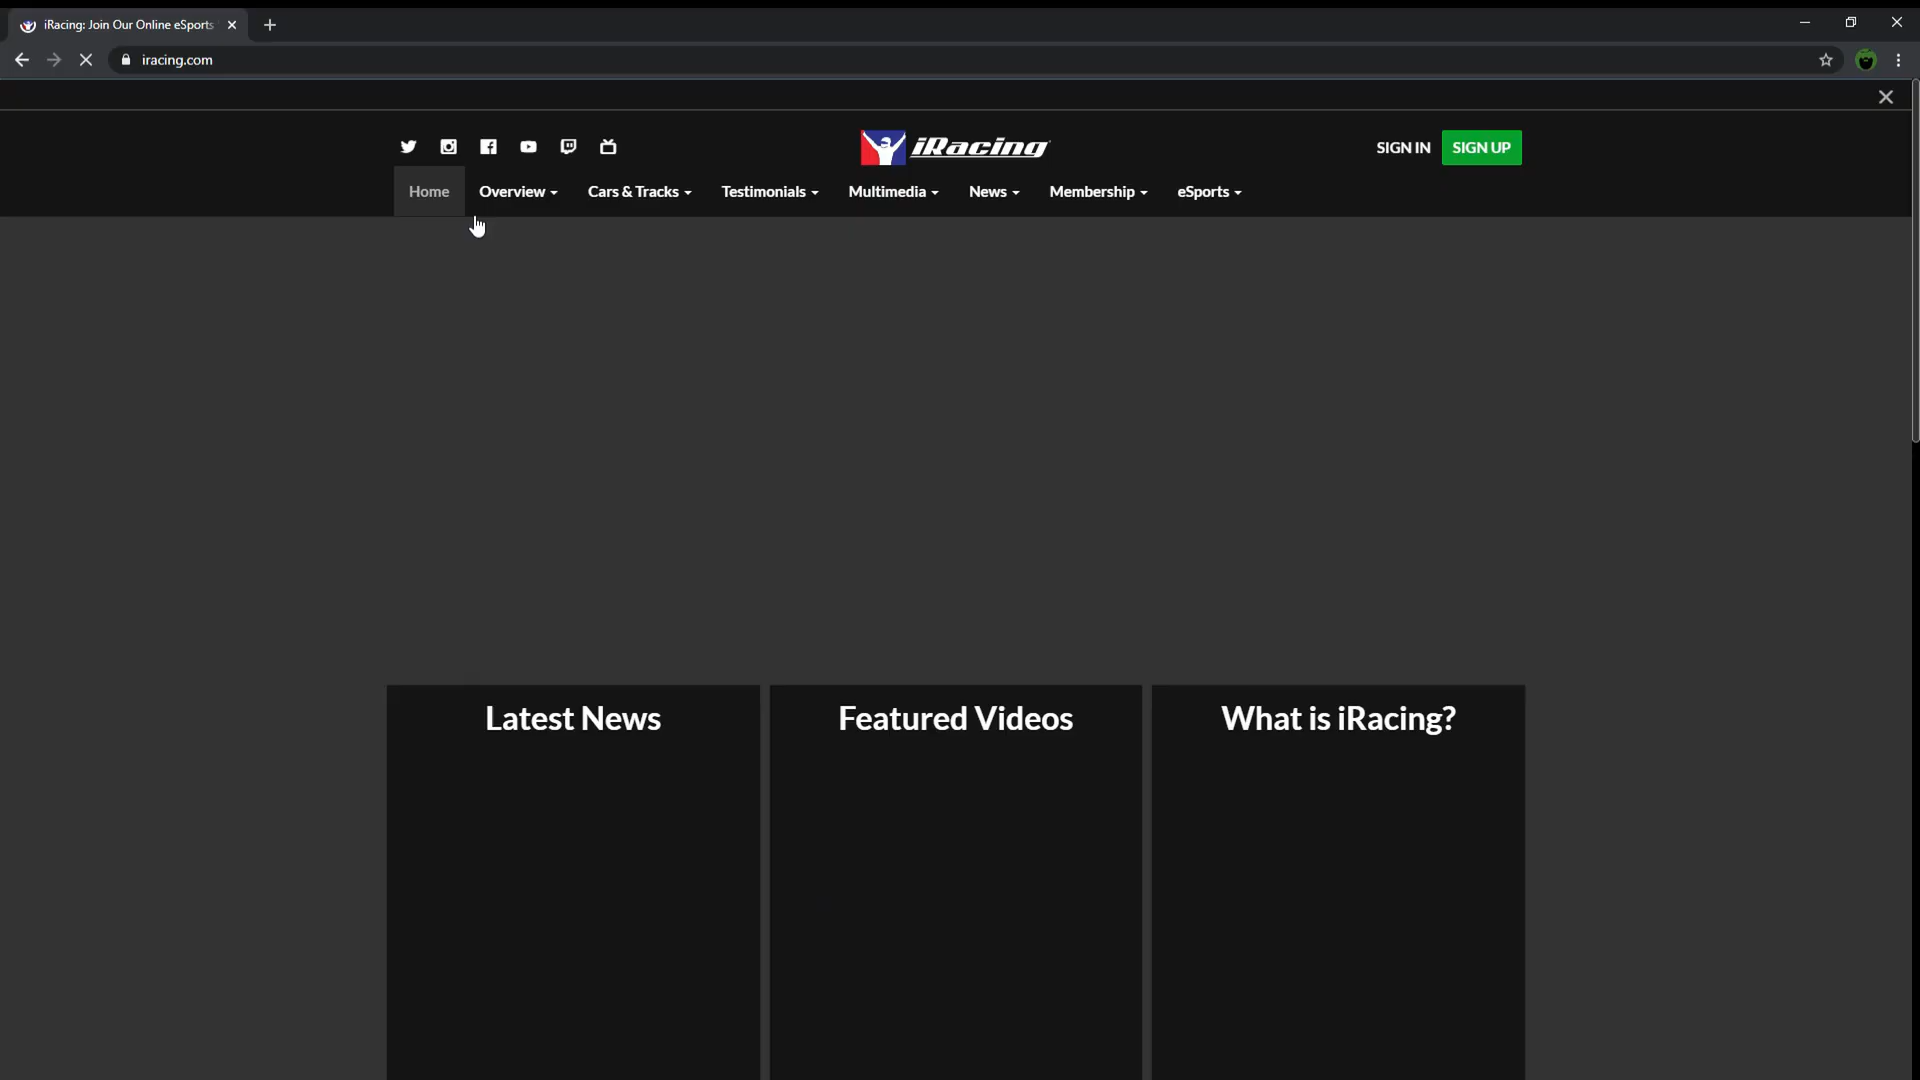 iRacing: Join Our Online eSports
iracing.com
iRacing
SIGN IN
SIGN UP
Home
Overview
Cars & Tracks
Testimonials
Multimedia
News
Membership
eSports
Latest News
Featured Videos
What is iRacing?